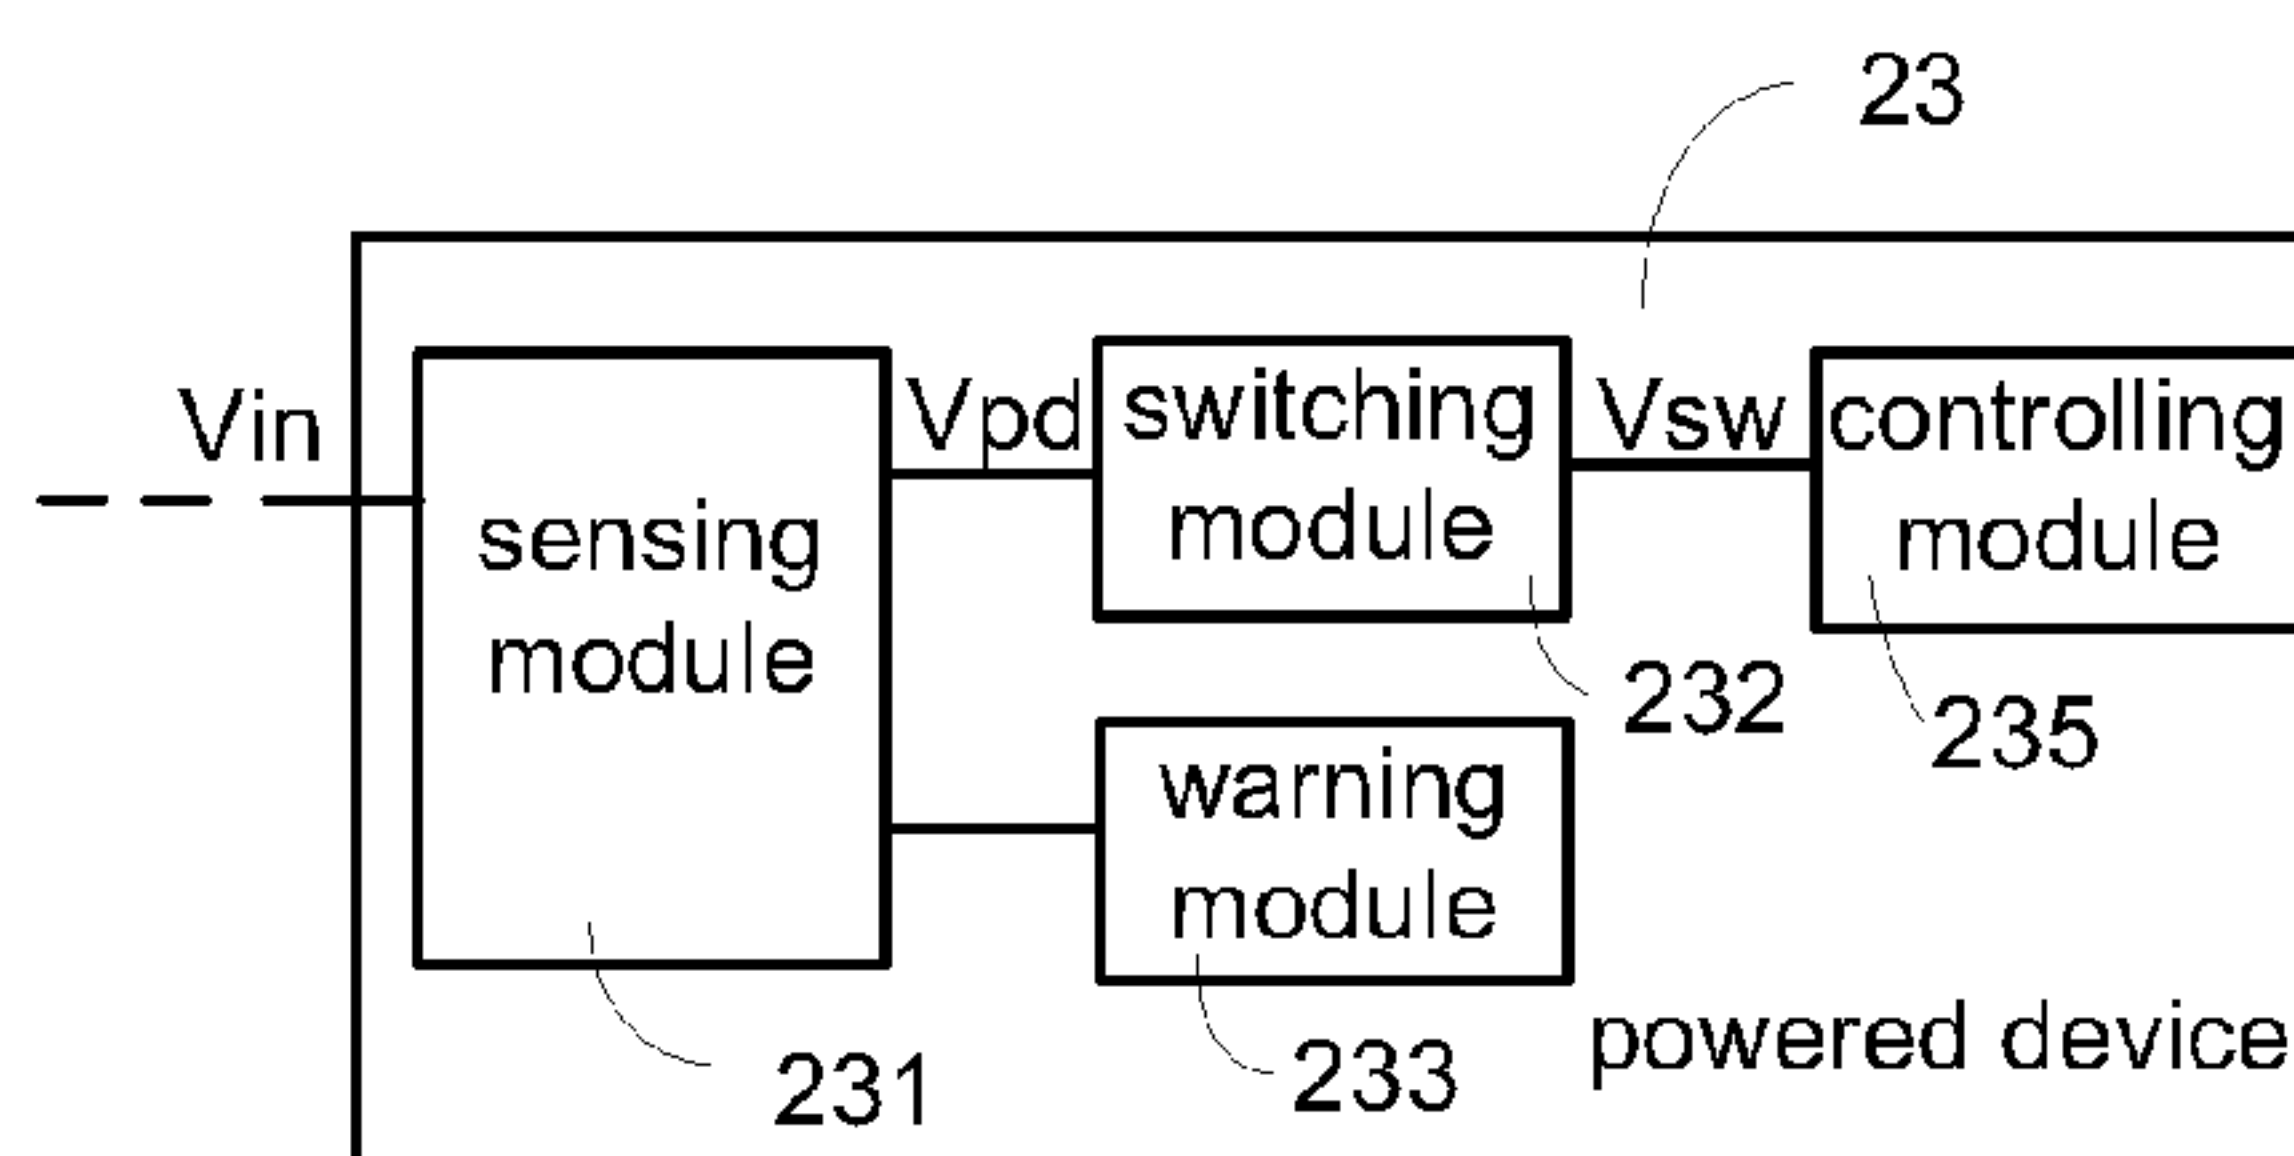 23
Vin
sensing
module
Vpd
switching
module
Vsw
controlling
module
232
235
warning
module
231
233
powered device